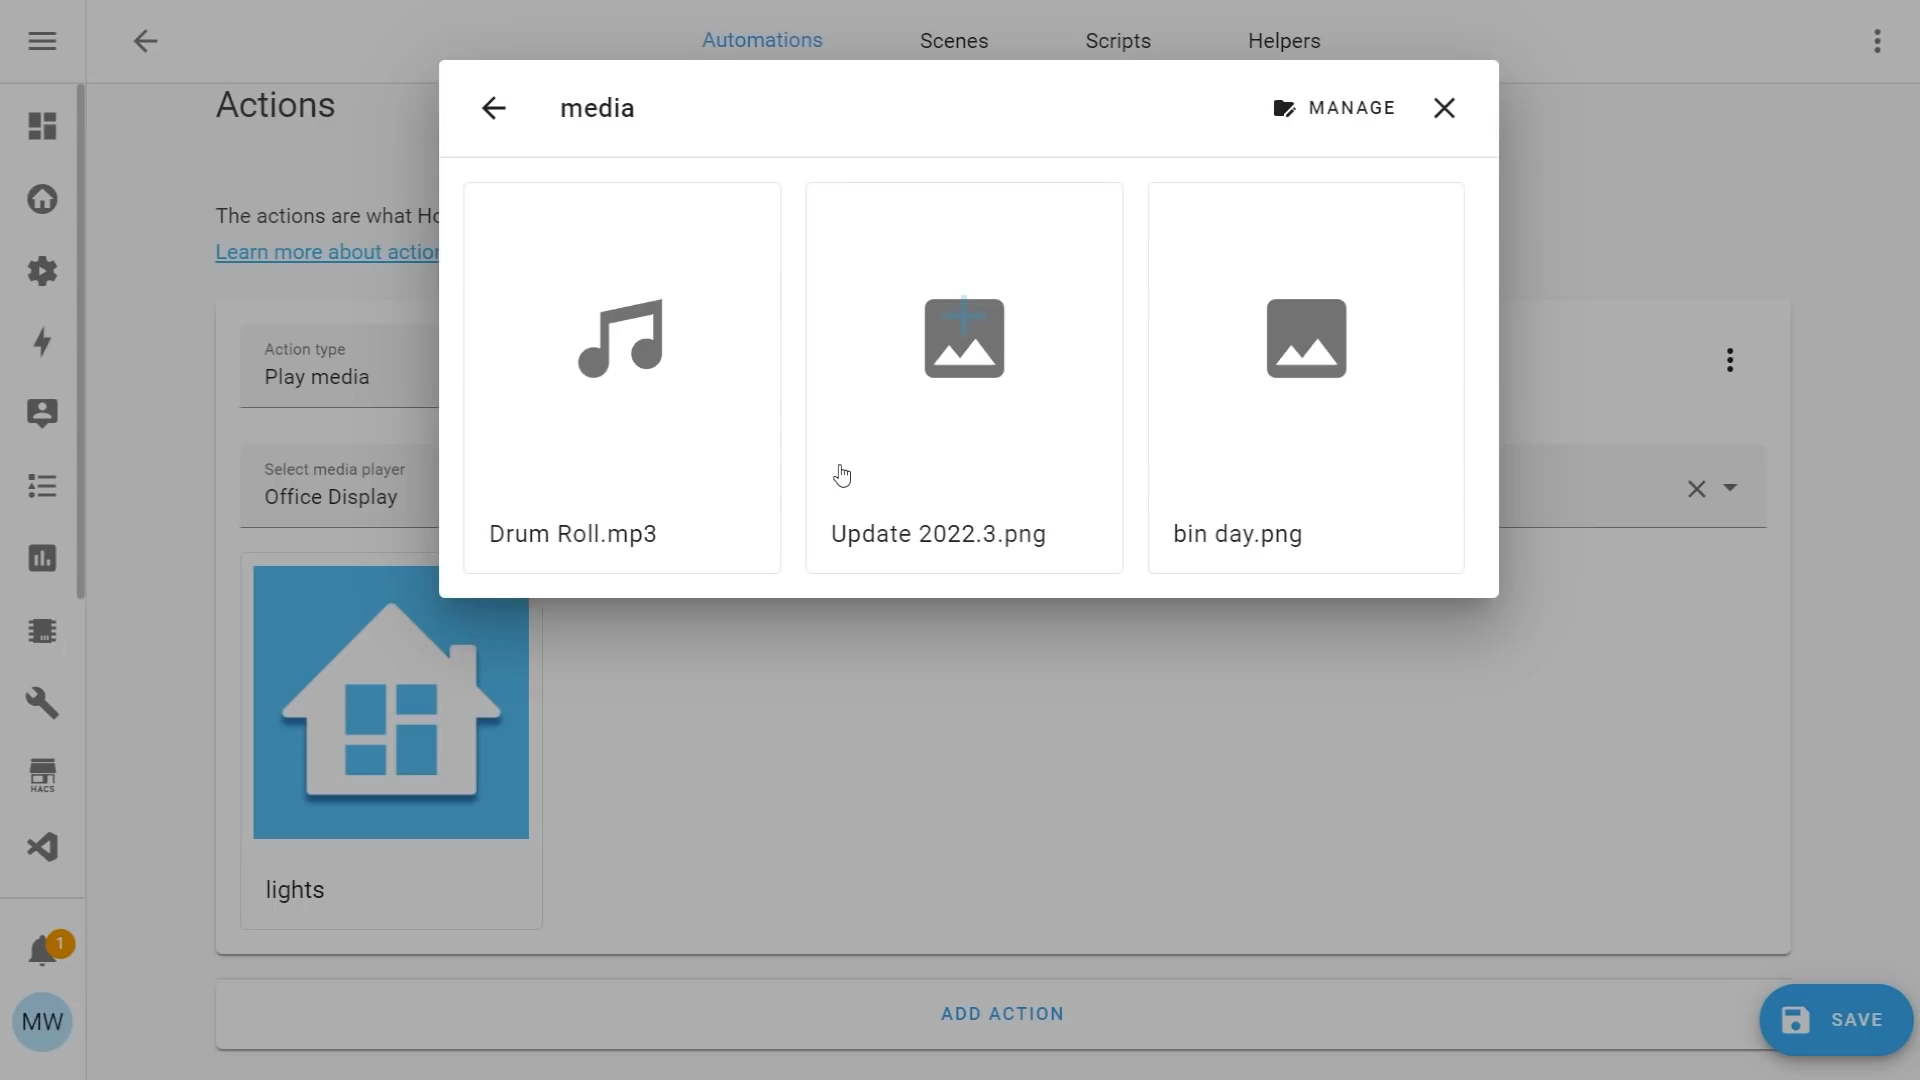 Automations
Scenes
Scripts
Helpers
Actions
media
MANAGE
The actions are what Ho
Learn more about action
Action type
Play media
Select media player
Office Display
Drum Roll.mp3
Update 2022.3.png
bin day.png
HACS
lights
1
MW
ADD ACTION
SAVE